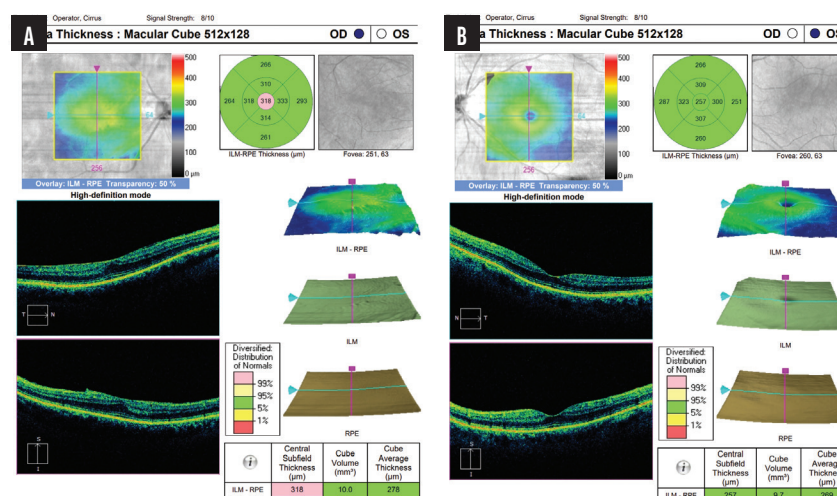 A
Operator, Cirrus Signal Strength: 8/10
a Thickness : Macular Cube 512x128 OD OS
500
400
300
200
100
0 µm
64
256
Overlay: ILM - RPE Transparency: 50 %
266
310
264 318 318 333 293
314
261
ILM-RPE Thickness (µm)
Fovea: 251, 63
High-definition mode
T N
S
I
ILM - RPE
ILM
RPE
Diversified:
Distribution
of Normals
99%
95%
5%
1%
Central
Subfield
Thickness
(µm)
Cube
Volume
(mm³)
Cube
Average
Thickness
(µm)
ILM - RPE 318 10.0 278
B
Operator, Cirrus Signal Strength: 8/10
a Thickness : Macular Cube 512x128 OD OS
500
400
300
200
100
0 µm
64
256
Overlay: ILM - RPE Transparency: 50 %
266
309
287 323 257 300 251
307
260
ILM-RPE Thickness (µm)
Fovea: 260, 63
High-definition mode
T N
S
I
ILM - RPE
ILM
RPE
Diversified:
Distribution
of Normals
99%
95%
5%
1%
Central
Subfield
Thickness
(µm)
Cube
Volume
(mm³)
Cube
Averag
Thickne
(µm)
ILM - RPE 257 9.7 269